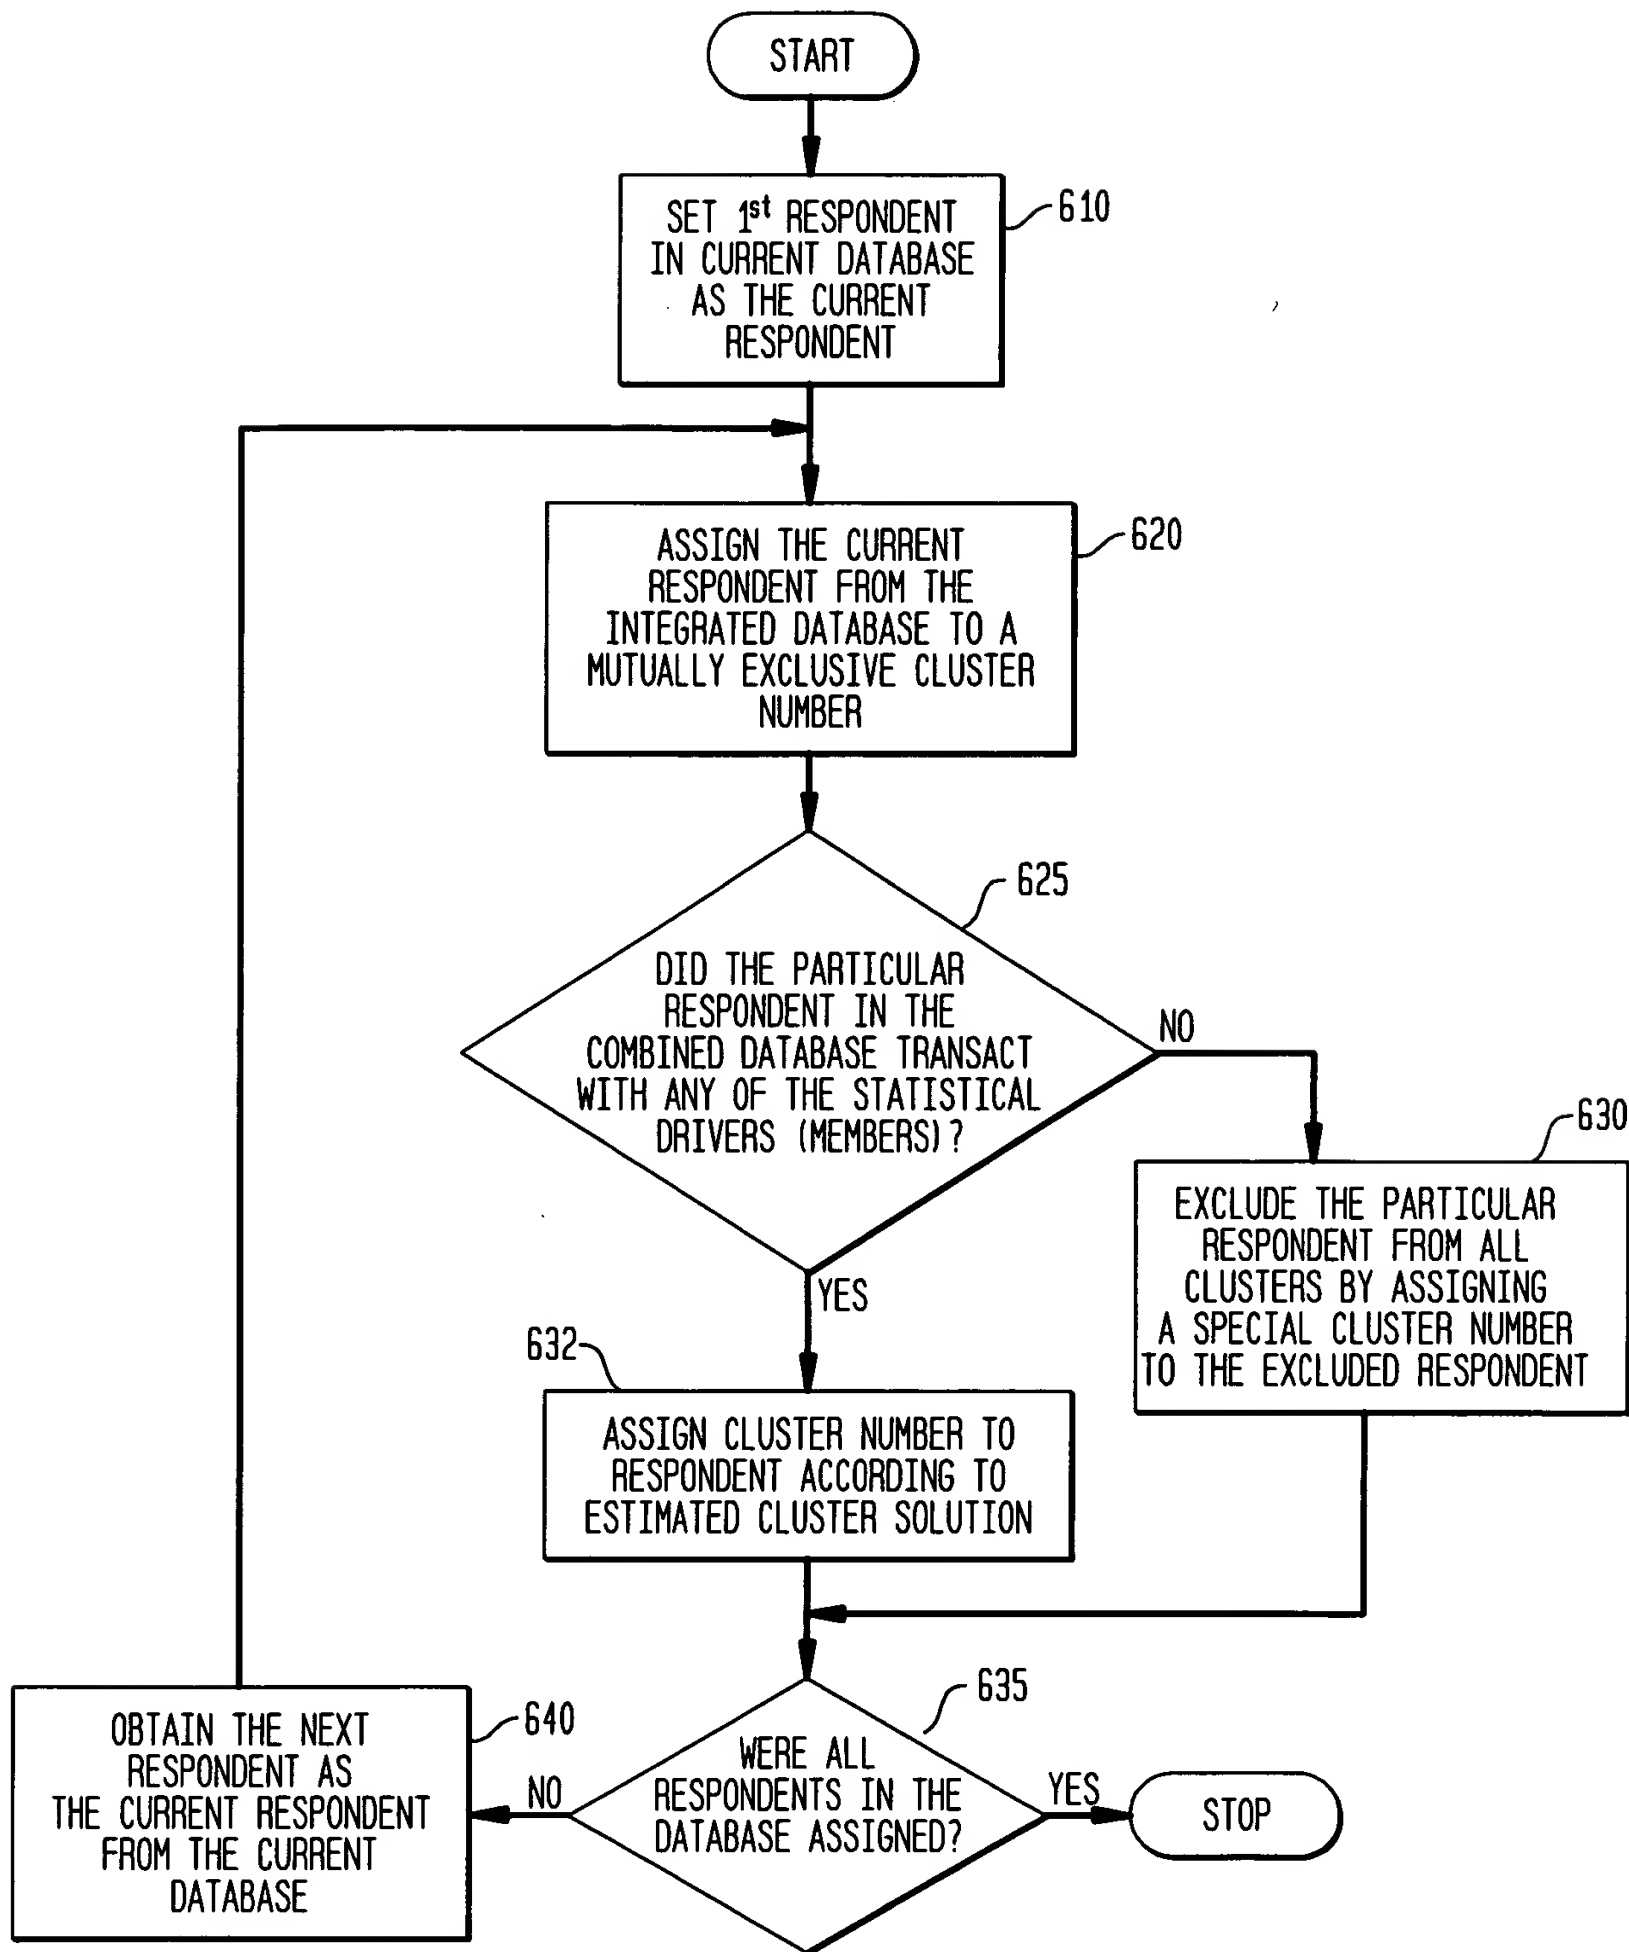 START
SET 1st RESPONDENT
IN CURRENT DATABASE
AS THE CURRENT
RESPONDENT
610
ASSIGN THE CURRENT
RESPONDENT FROM THE
INTEGRATED DATABASE TO A
MUTUALLY EXCLUSIVE CLUSTER
NUMBER
620
DID THE PARTICULAR
RESPONDENT IN THE
COMBINED DATABASE TRANSACT
WITH ANY OF THE STATISTICAL
DRIVERS (MEMBERS)?
625
NO
YES
EXCLUDE THE PARTICULAR
RESPONDENT FROM ALL
CLUSTERS BY ASSIGNING
A SPECIAL CLUSTER NUMBER
TO THE EXCLUDED RESPONDENT
630
632
ASSIGN CLUSTER NUMBER TO
RESPONDENT ACCORDING TO
ESTIMATED CLUSTER SOLUTION
WERE ALL
RESPONDENTS IN THE
DATABASE ASSIGNED?
635
NO
YES
OBTAIN THE NEXT
RESPONDENT AS
THE CURRENT RESPONDENT
FROM THE CURRENT
DATABASE
640
STOP